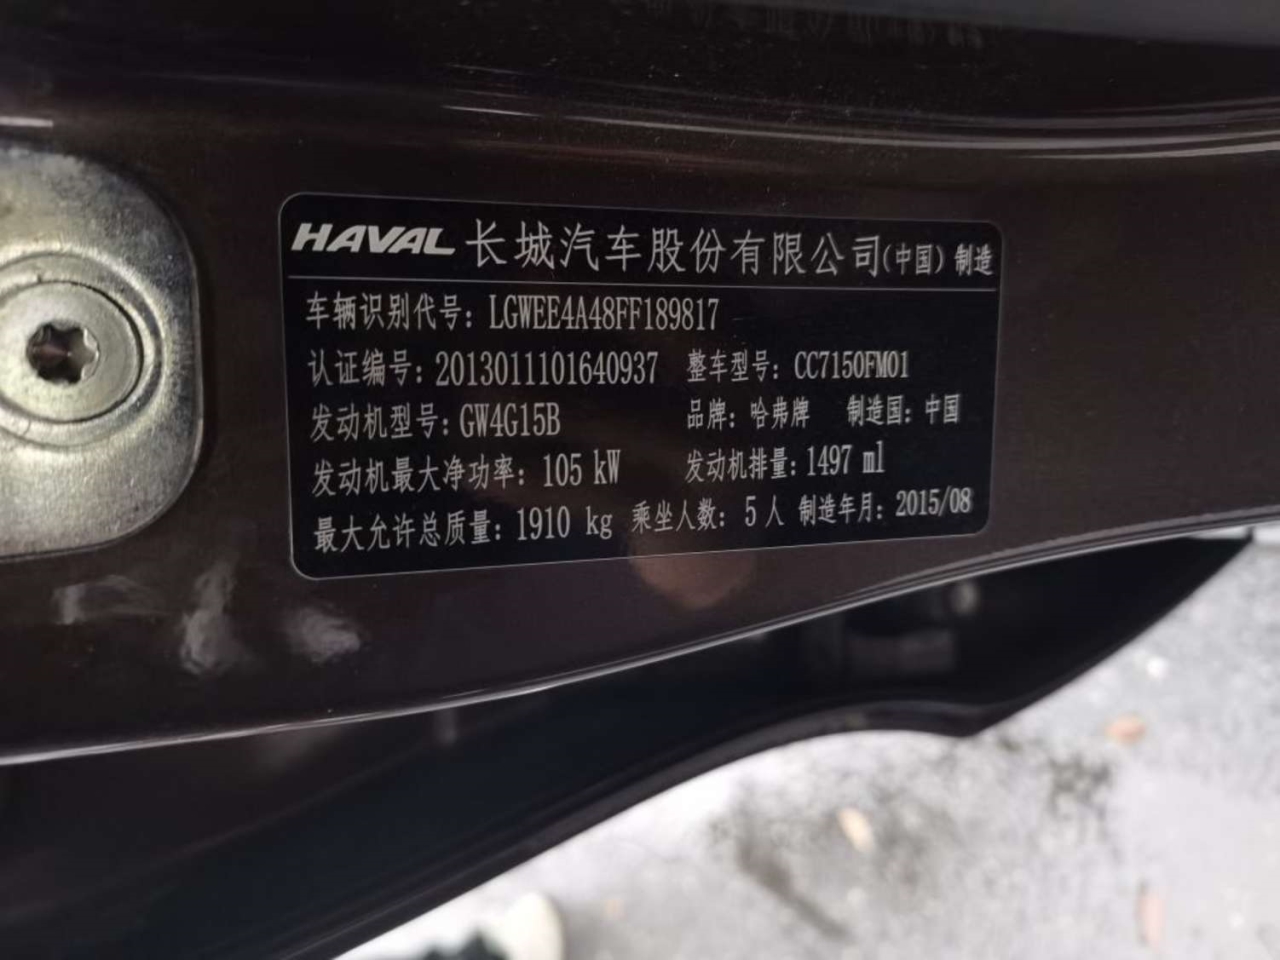 HAVAL 长城汽车股份有限公司(中国)制造
车辆识别代号: LGWEE4A48FF189817
认证编号: 2013011101640937 整车型号: CC7150FM01
发动机型号: GW4G15B 品牌: 哈弗牌 制造国: 中国
发动机最大净功率: 105 kW 发动机排量: 1497 ml
最大允许总质量: 1910 kg 乘坐人数: 5人 制造年月: 2015/08